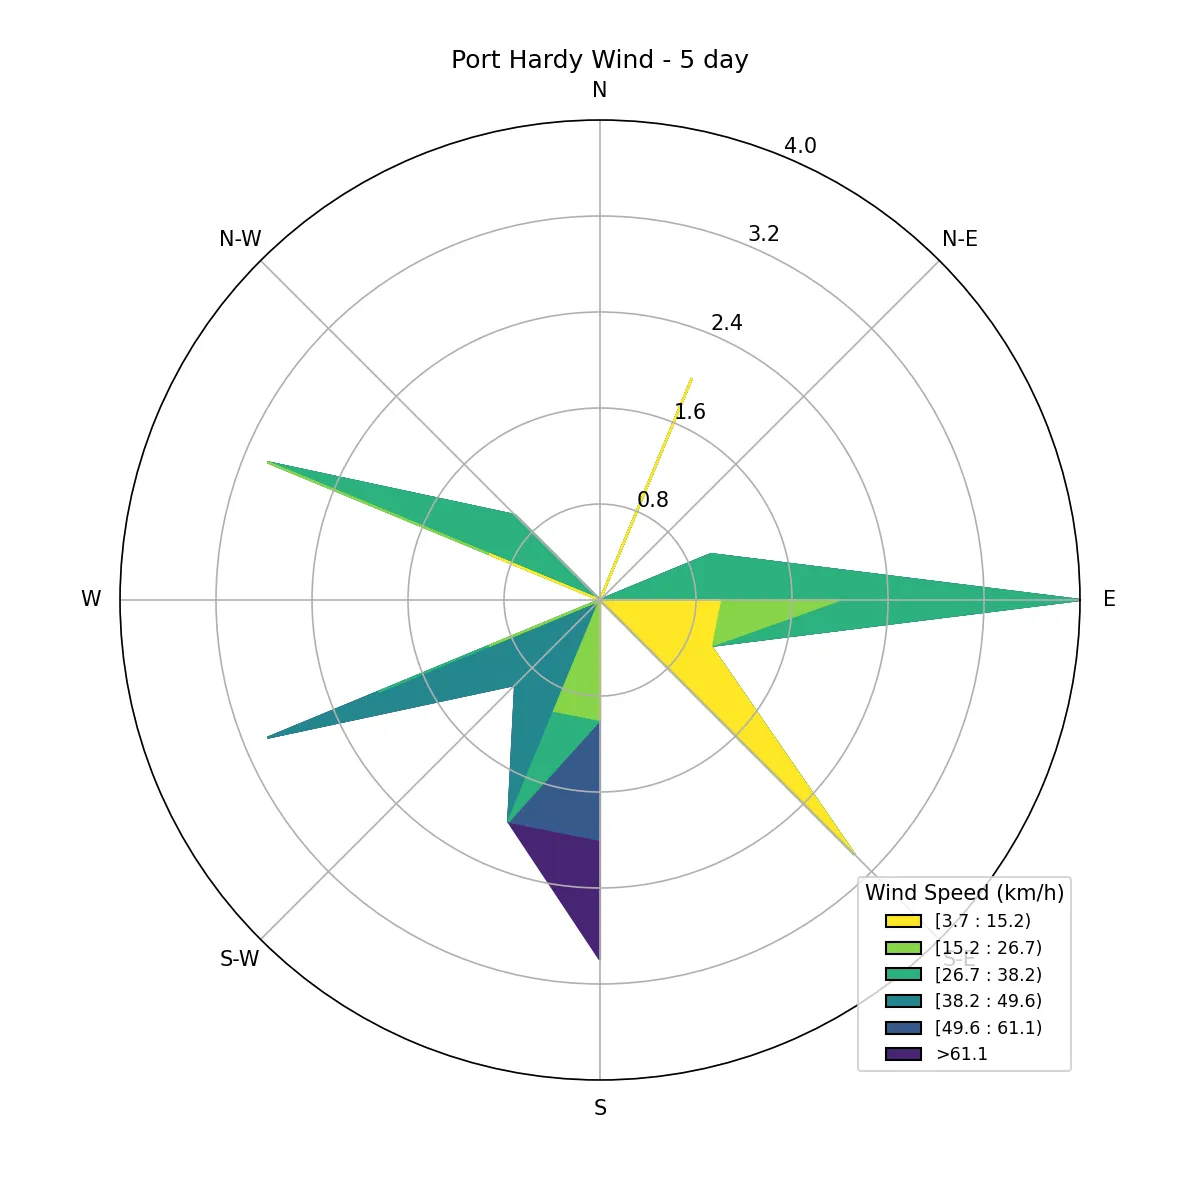 Port Hardy Wind - 5 day
N
4.0
3.2
N-W
N-E
2.4
1.6
0.8
W
E
Wind Speed (km/h)
[3.7 : 15.2)
[15.2 : 26.7)
S-W
S-E
[26.7 : 38.2)
[38.2 : 49.6)
[49.6 : 61.1)
>61.1
S